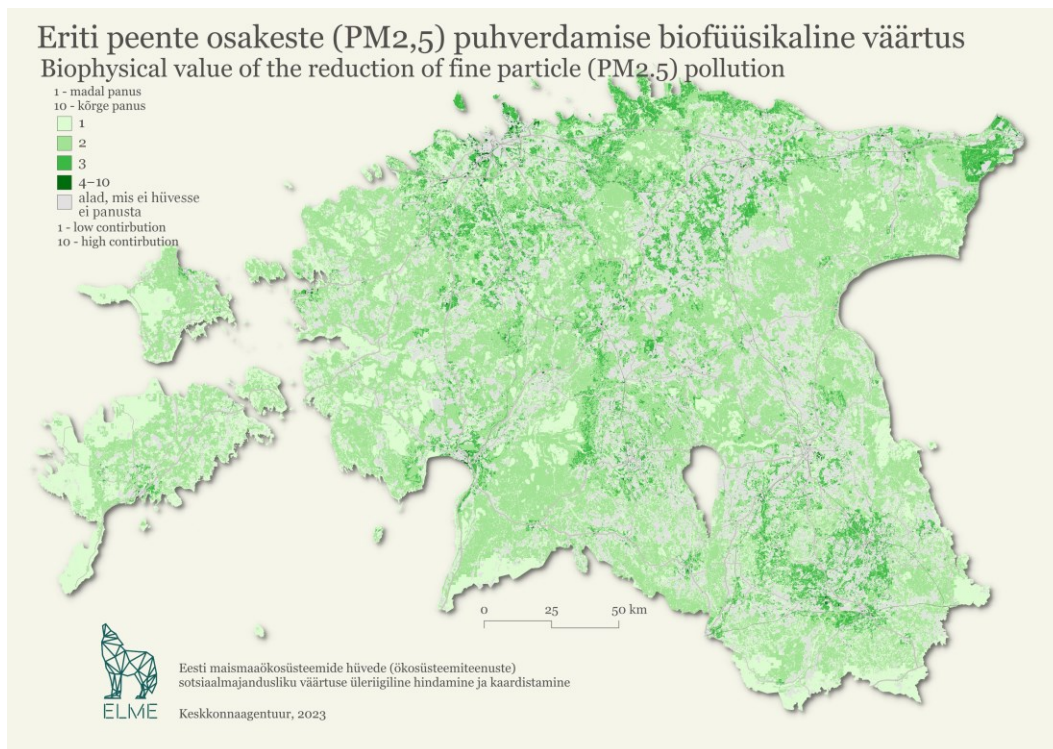 Eriti peente osakeste (PM2,5) puhverdamise biofüüsikaline väärtus
Biophysical value of the reduction of fine particle (PM2.5) pollution
1 - madal panus
10 - kõrge panus
1
2
3
4–10
alad, mis ei hüvesse
ei panusta
1 - low contirbution
10 - high contirbution
0 25 50 km
Eesti maismaaökosüsteemide hüvede (ökosüsteemiteenuste)
sotsiaalmajandusliku väärtuse üleriigiline hindamine ja kaardistamine
ELME
Keskkonnaagentuur, 2023